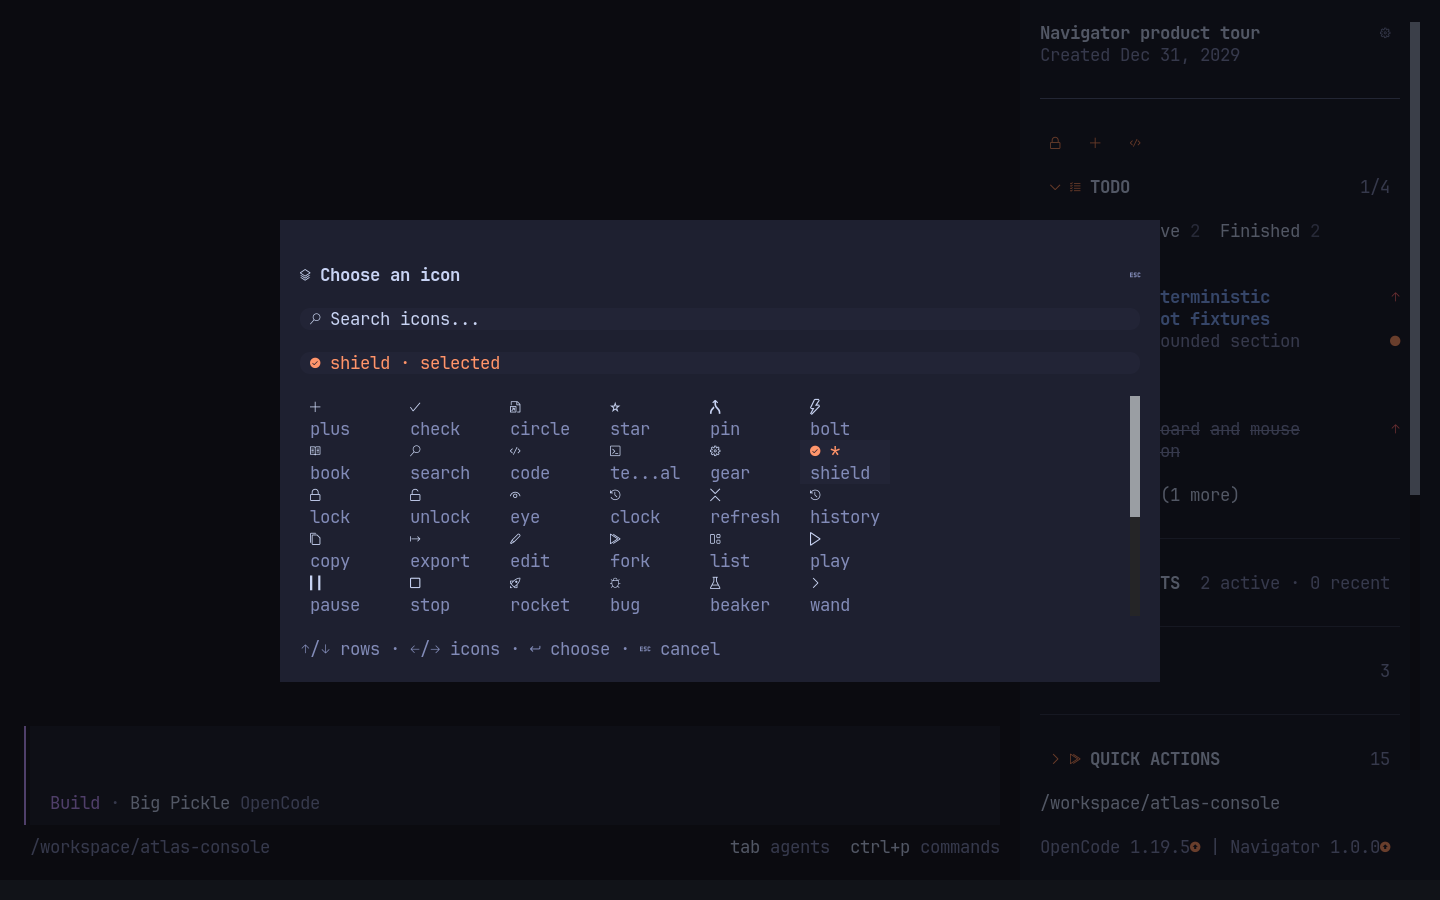 Navigator product tour
Created Dec 31, 2029
TODO 1/4
ve 2 Finished 2
Choose an icon ESC
Search icons...
terministic
ot fixtures
ounded section
shield · selected
plus check circle star pin bolt
oard and mouse
on
book search code te...al gear shield
(1 more)
lock unlock eye clock refresh history
copy export edit fork list play
TS 2 active · 0 recent
pause stop rocket bug beaker wand
↑/↓ rows · ←/→ icons · ↩ choose · ESC cancel
3
QUICK ACTIONS 15
Build · Big Pickle OpenCode
/workspace/atlas-console
/workspace/atlas-console
tab agents ctrl+p commands
OpenCode 1.19.5 | Navigator 1.0.0